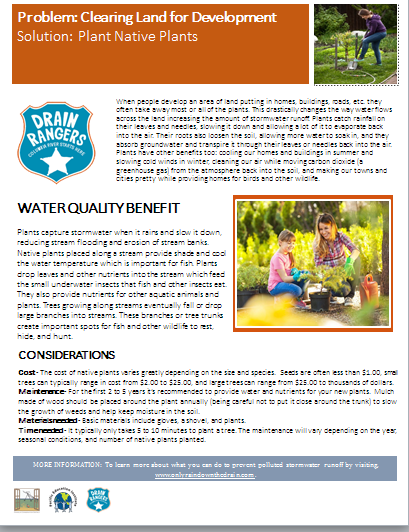 Problem: Clearing Land for Development
Solution: Plant Native Plants
DRAIN
RANGERS
COLUMBIA RIVER STARTS HERE
When people develop an area of land putting in homes, buildings, roads, etc. they
often take away most or all of the plants. This drastically changes the way water flows
across the land increasing the amount of stormwater runoff. Plants catch rainfall on
their leaves and needles, slowing it down and allowing a lot of it to evaporate back
into the air. Their roots also loosen the soil, allowing more water to soak in, and they
absorb groundwater and transpire it through their leaves or needles back into the air.
Plants have other benefits too: cooling our homes and buildings in summer and
slowing cold winds in winter, cleaning our air while moving carbon dioxide (a
greenhouse gas) from the atmosphere back into the soil, and making our towns and
cities pretty while providing homes for birds and other wildlife.
WATER QUALITY BENEFIT
Plants capture stormwater when it rains and slow it down,
reducing stream flooding and erosion of stream banks.
Native plants placed along a stream provide shade and cool
the water temperature which is important for fish. Plants
drop leaves and other nutrients into the stream which feed
the small underwater insects that fish and other insects eat.
They also provide nutrients for other aquatic animals and
plants. Trees growing along streams eventually fall or drop
large branches into streams. These branches or tree trunks
create important spots for fish and other wildlife to rest,
hide, and hunt.
CONSIDERATIONS
Cost - The cost of native plants varies greatly depending on the size and species. Seeds are often less than $1.00, small
trees can typically range in cost from $2.00 to $25.00, and large trees can range from $25.00 to thousands of dollars.
Maintenance - For the first 2 to 5 years it's recommended to provide water and nutrients for your new plants. Mulch
made of wood should be placed around the plant annually (being careful not to put it close around the trunk) to slow
the growth of weeds and help keep moisture in the soil.
Materials needed - Basic materials include gloves, a shovel, and plants.
Time needed - It typically only takes 5 to 10 minutes to plant a tree. The maintenance will vary depending on the year,
seasonal conditions, and number of native plants planted.
MORE INFORMATION: To learn more about what you can do to prevent polluted stormwater runoff by visiting,
www.onlyraindownthedrain.com.
DRAIN
RANGERS